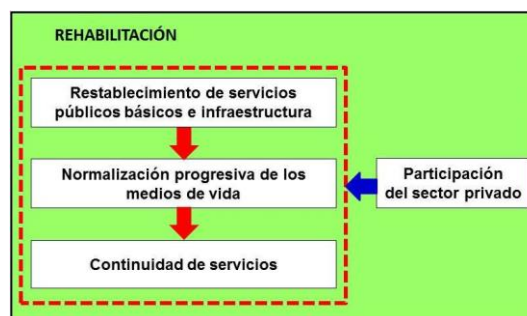 REHABILITACIÓN
Restablecimiento de servicios
públicos básicos e infraestructura
Normalización progresiva de los
medios de vida
Participación
del sector privado
Continuidad de servicios